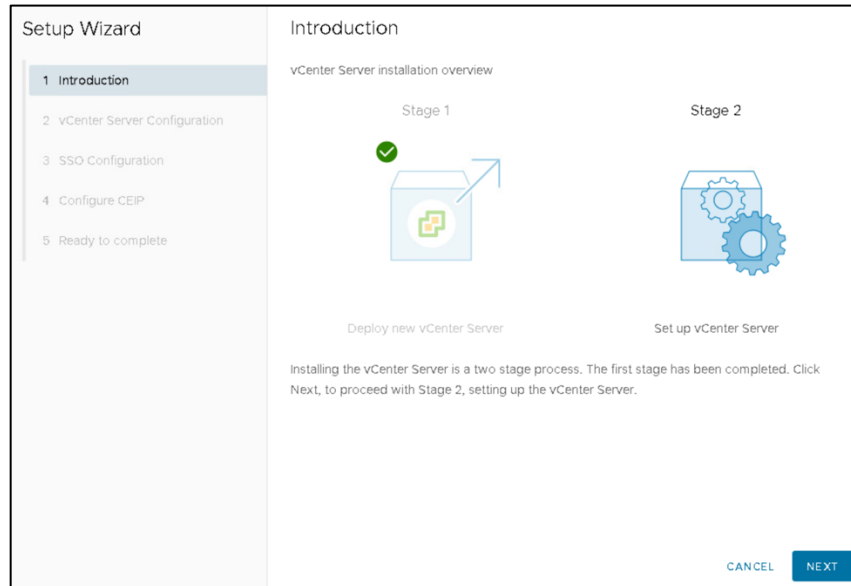 Setup Wizard
1 Introduction
2 vCenter Server Configuration
3 SSO Configuration
4 Configure CEIP
5 Ready to complete
Introduction
vCenter Server installation overview
Stage 1
Stage 2
Deploy new vCenter Server
Set up vCenter Server
Installing the vCenter Server is a two stage process. The first stage has been completed. Click
Next, to proceed with Stage 2, setting up the vCenter Server.
CANCEL
NEXT